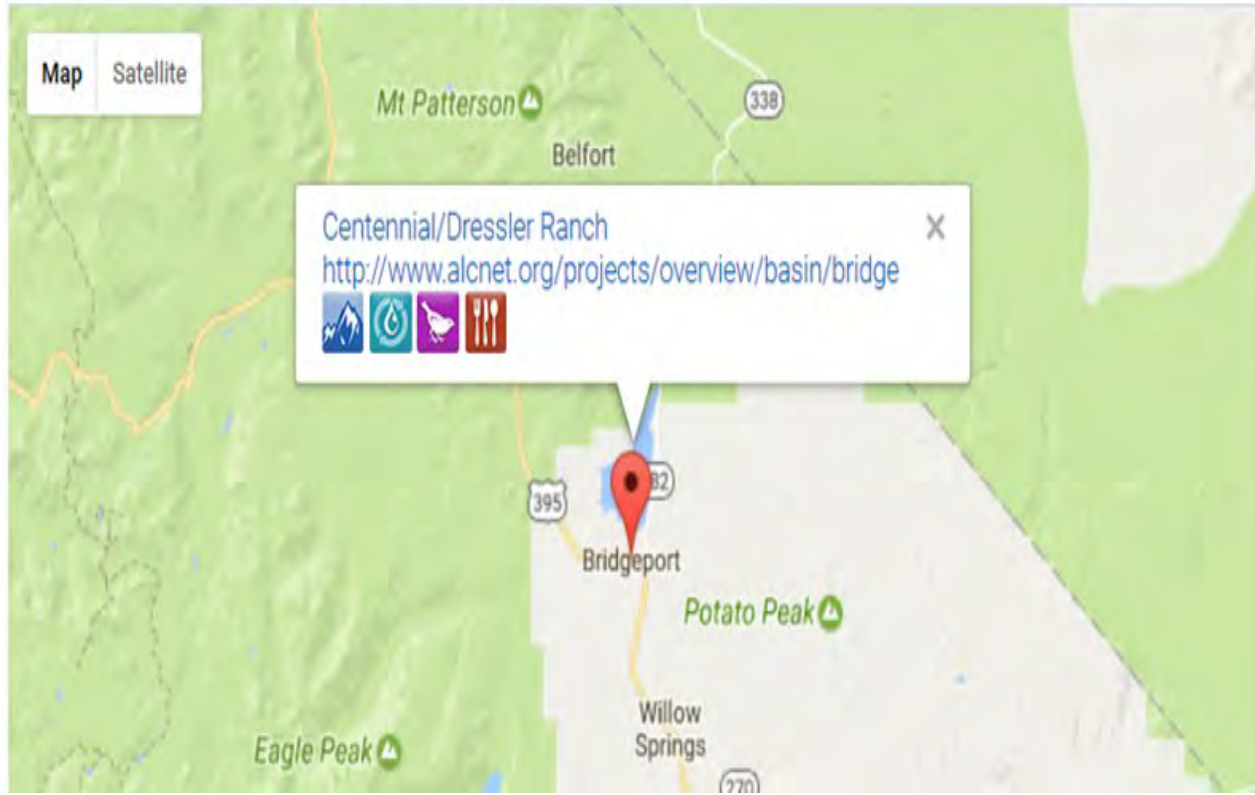 Map Satellite
Mt Patterson
338
Belfort
Centennial/Dressler Ranch
http://www.alcnet.org/projects/overview/basin/bridge
395
Bridgeport
Potato Peak
Willow
Springs
Eagle Peak
270